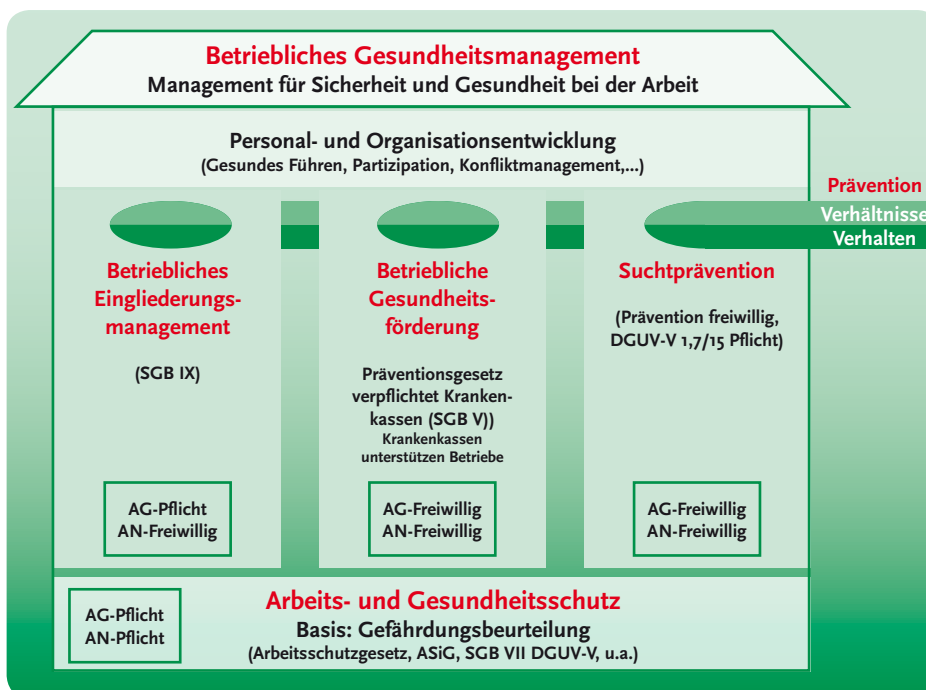 Betriebliches Gesundheitsmanagement
Management für Sicherheit und Gesundheit bei der Arbeit
Personal- und Organisationsentwicklung
(Gesundes Führen, Partizipation, Konfliktmanagement,...)
Prävention
Verhältnisse
Verhalten
Betriebliches
Eingliederungs-
management
(SGB IX)
AG-Pflicht
AN-Freiwillig
Betriebliche
Gesundheits-
förderung
Präventionsgesetz
verpflichtet Kranken-
kassen (SGB V))
Krankenkassen
unterstützen Betriebe
AG-Freiwillig
AN-Freiwillig
Suchtprävention
(Prävention freiwillig,
DGUV-V 1,7/15 Pflicht)
AG-Freiwillig
AN-Freiwillig
AG-Pflicht
AN-Pflicht
Arbeits- und Gesundheitsschutz
Basis: Gefährdungsbeurteilung
(Arbeitsschutzgesetz, ASiG, SGB VII DGUV-V, u.a.)